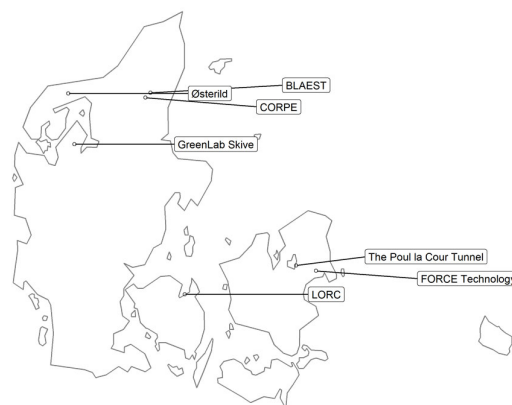 BLAEST
Østerild
CORPE
GreenLab Skive
The Poul la Cour Tunnel
FORCE Technology
LORC